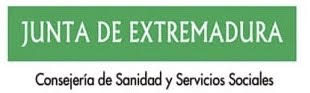 JUNTA DE EXTREMADURA
Consejería de Sanidad y Servicios Sociales